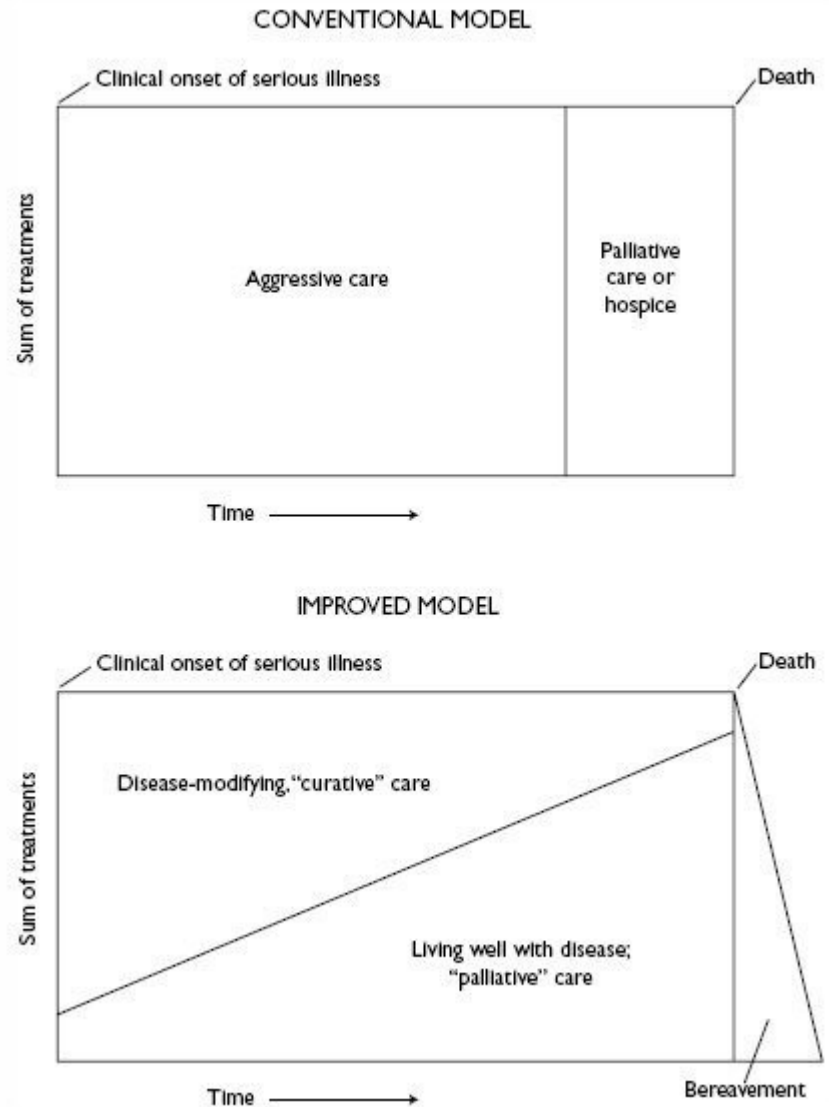 CONVENTIONAL MODEL
Clinical onset of serious illness
Death
Sum of treatments
Aggressive care
Palliative
care or
hospice
Time
IMPROVED MODEL
Clinical onset of serious illness
Death
Sum of treatments
Disease-modifying,“curative” care
Living well with disease;
“palliative” care
Time
Bereavement